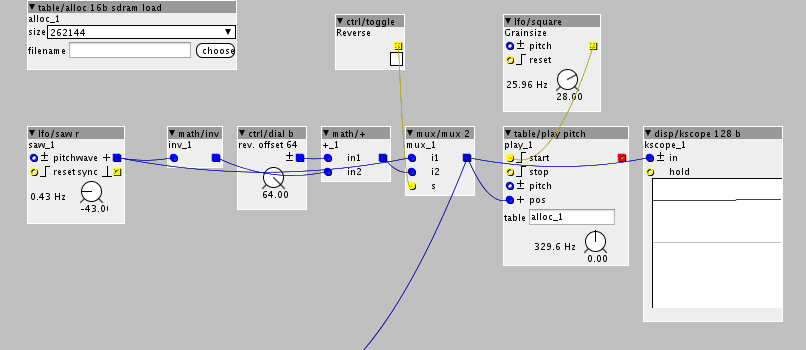 table/alloc 16b sdram load
alloc_1
size 262144
filename choose
ctrl/toggle
Reverse
lfo/square
Grainsize
pitch
reset
25.96 Hz
28.00
lfo/saw r
saw_1
pitch wave +
reset sync
0.43 Hz
-43.0
math/inv
inv_1
ctrl/dial b
rev. offset 64
64.00
math/+
+_1
in1
in2
mux/mux 2
mux_1
i1
i2
s
table/play pitch
play_1
start
stop
pitch
+ pos
table alloc_1
329.6 Hz
0.00
disp/kscope 128 b
kscope_1
in
hold